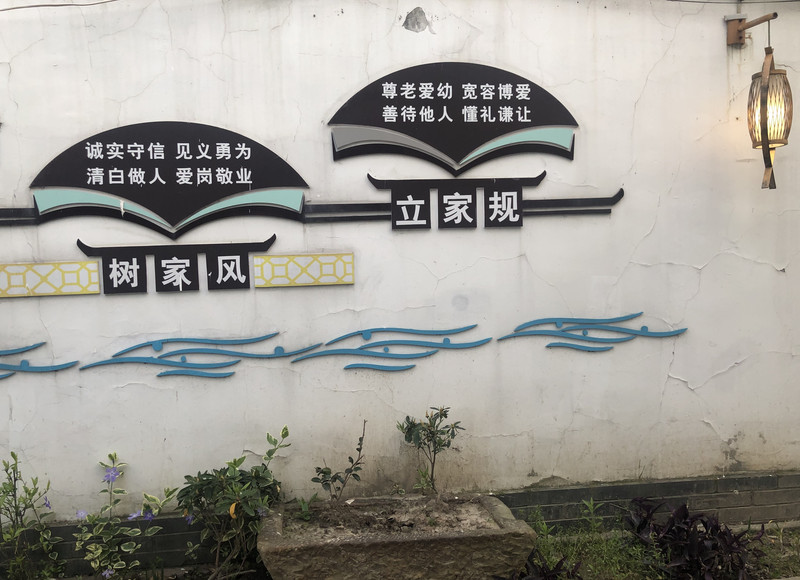 诚实守信 见义勇为
清白做人 爱岗敬业
树家风
尊老爱幼 宽容博爱
善待他人 懂礼谦让
立家规